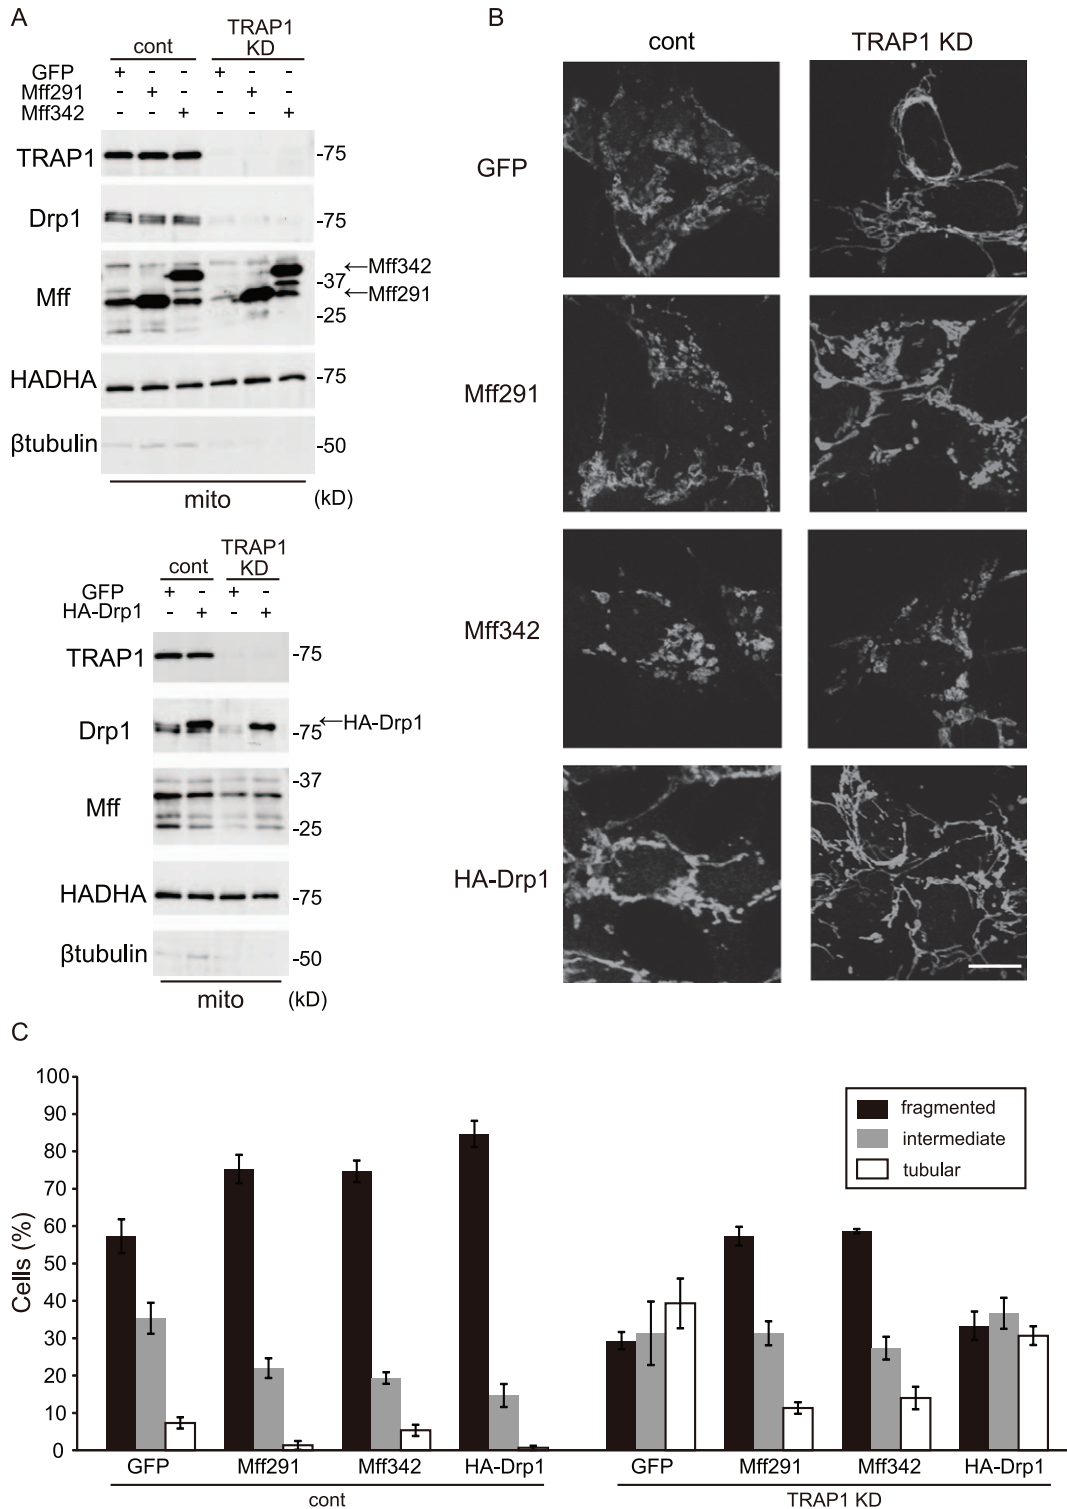 A
cont
TRAP1
KD
GFP + - - + - -
Mff291 - + - - + -
Mff342 - - + - - +
TRAP1
-75
Drp1
-75
Mff
←Mff342
-37
←Mff291
-25
HADHA
-75
βtubulin
-50
mito
(kD)
cont
TRAP1
KD
GFP + - + -
HA-Drp1 - + - +
TRAP1
-75
Drp1
←HA-Drp1
-75
Mff
-37
-25
HADHA
-75
βtubulin
-50
mito
(kD)
B
cont
TRAP1 KD
GFP
Mff291
Mff342
HA-Drp1
C
Cells (%)
100
90
80
70
60
50
40
30
20
10
0
fragmented
intermediate
tubular
GFP Mff291 Mff342 HA-Drp1 GFP Mff291 Mff342 HA-Drp1
cont TRAP1 KD